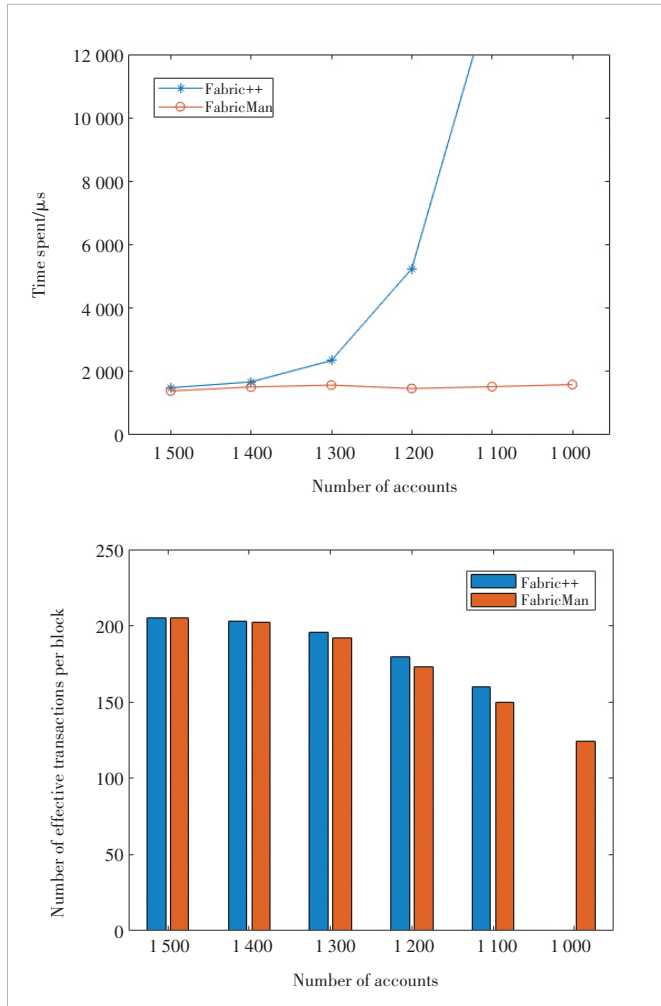 12 000
10 000
8 000
6 000
4 000
2 000
0
Time spent/μs
Fabric++
FabricMan
1 500 1 400 1 300 1 200 1 100 1 000
Number of accounts
250
200
150
100
50
0
Number of effective transactions per block
Fabric++
FabricMan
1 500 1 400 1 300 1 200 1 100 1 000
Number of accounts